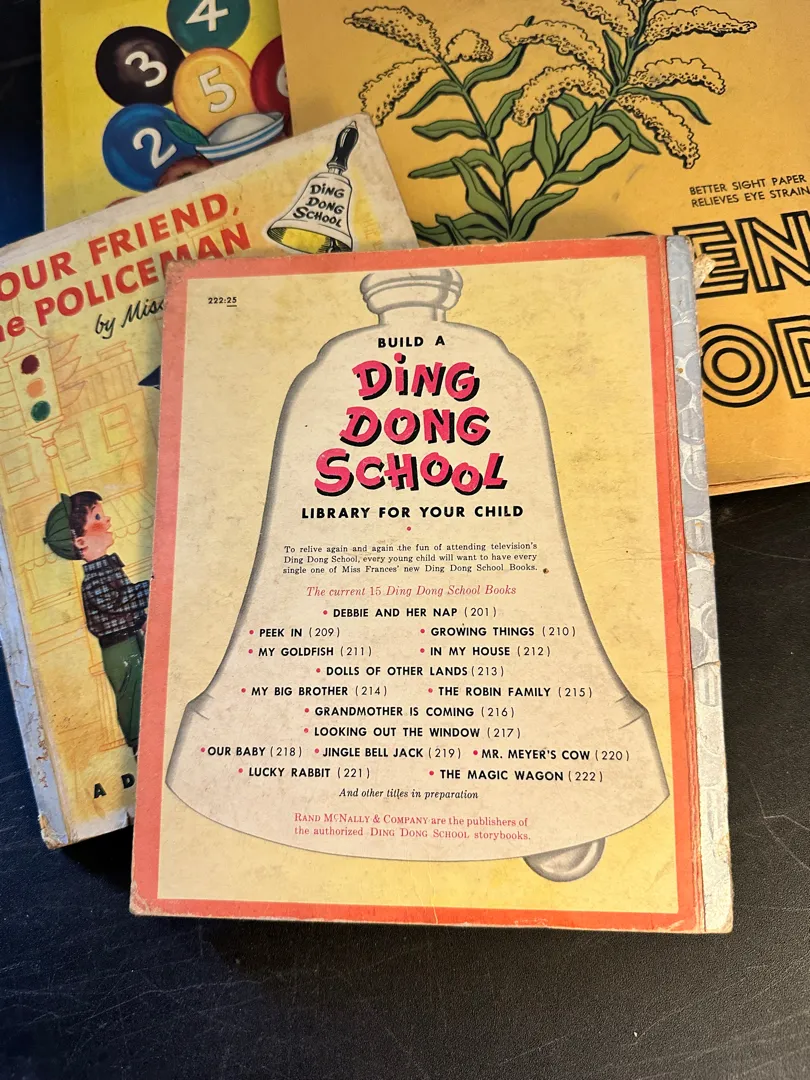 4
3
5
2
BETTER SIGHT PAPER
RELIEVES EYE STRAIN
DING
DONG
SCHOOL
OUR FRIEND,
POLICEMAN
by
222:25
BUILD A
DING
DONG
SCHOOL
LIBRARY FOR YOUR CHILD
To relive again and again the fun of attending television's
Ding Dong School, every young child will want to have every
single one of Miss Frances' new Ding Dong School Books.
The current 15 Ding Dong School Books
• DEBBIE AND HER NAP (201)
• PEEK IN (209) • GROWING THINGS (210)
• MY GOLDFISH (211) • IN MY HOUSE (212)
• DOLLS OF OTHER LANDS (213)
• MY BIG BROTHER (214) • THE ROBIN FAMILY (215)
• GRANDMOTHER IS COMING (216)
• LOOKING OUT THE WINDOW (217)
• OUR BABY (218) • JINGLE BELL JACK (219) • MR. MEYER'S COW (220)
• LUCKY RABBIT (221) • THE MAGIC WAGON (222)
And other titles in preparation
RAND McNALLY & COMPANY are the publishers of
the authorized DING DONG SCHOOL storybooks.
EN
OD
A D